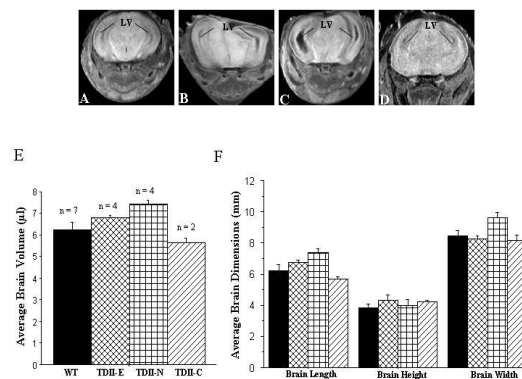 LV LV LV LV
A B C D
E
F
Average Brain Volume (µl)
8
7
6
5
4
3
2
1
0
n = 7
n = 4
n = 4
n = 2
WT TDII-E TDII-N TDII-C
Average Brain Dimensions (mm)
12
10
8
6
4
2
0
Brain Length Brain Height Brain Width